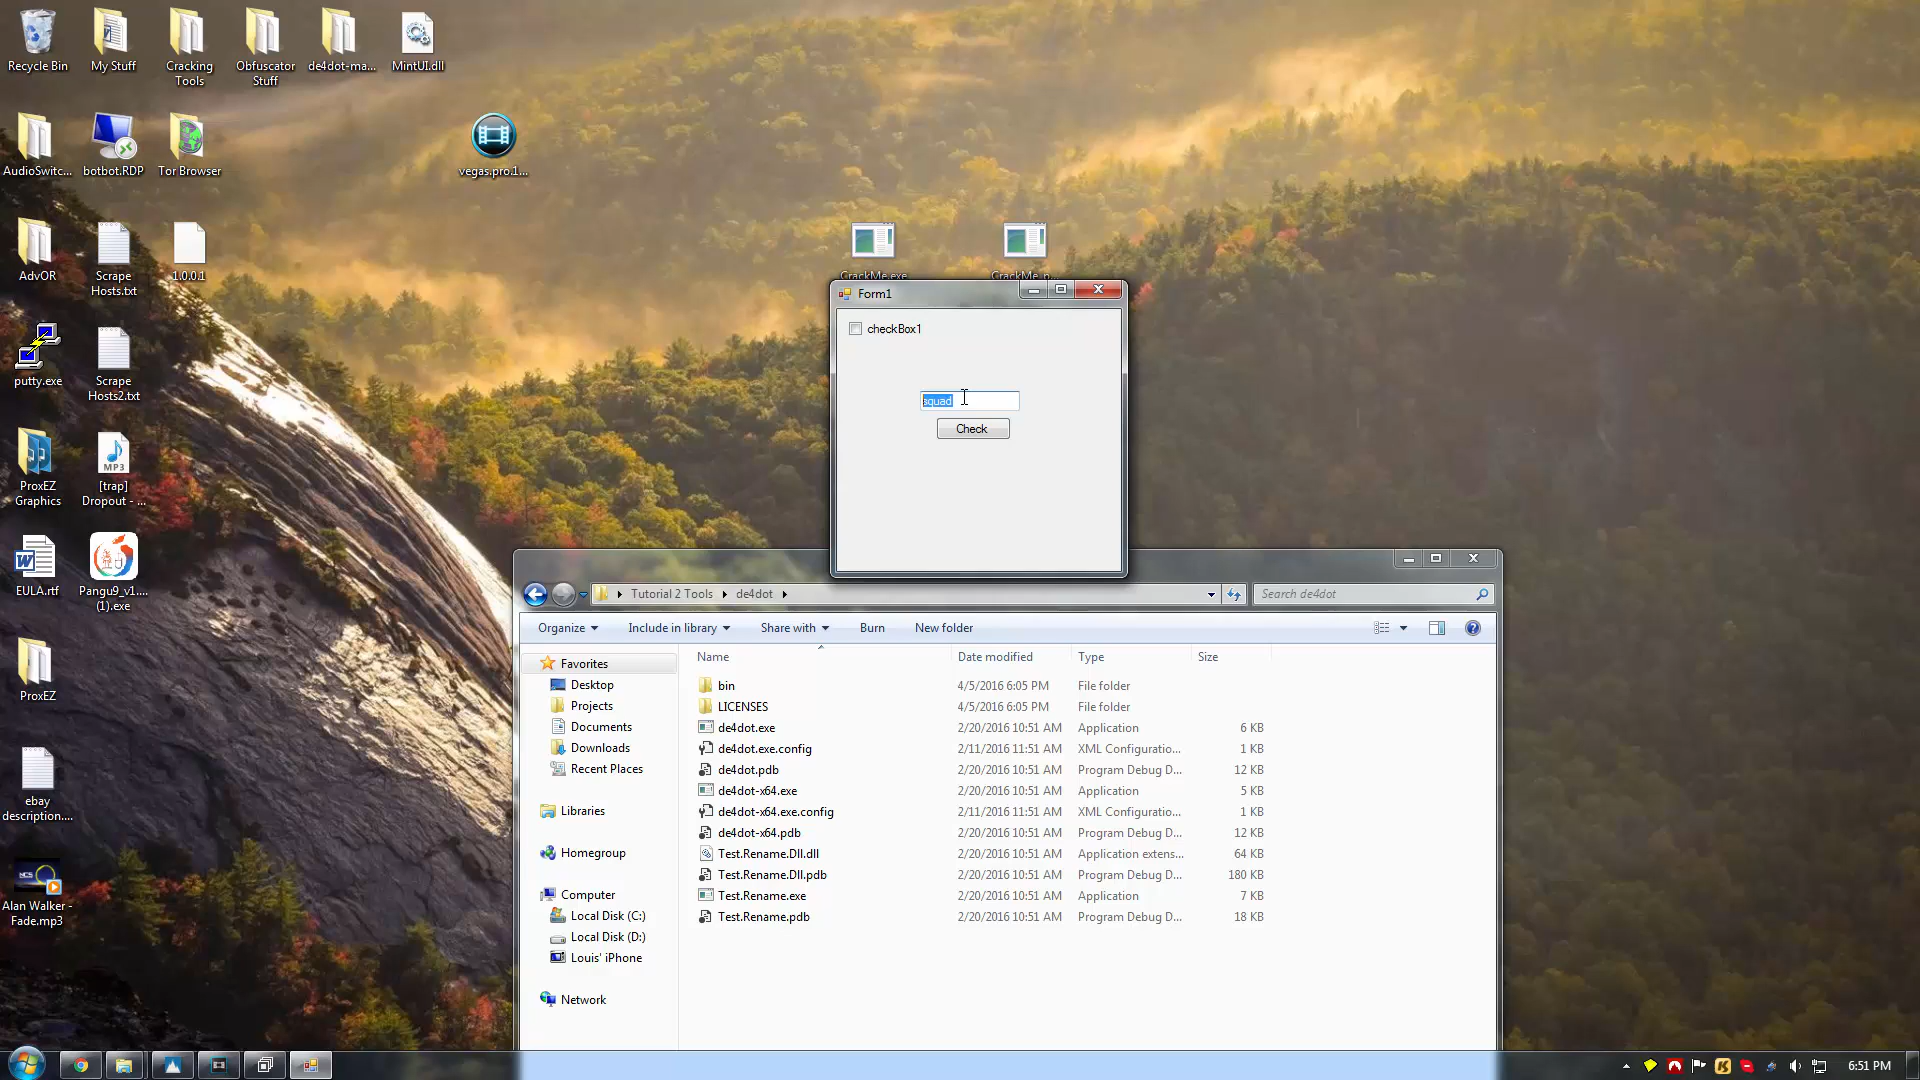 Recycle Bin
My Stuff
Cracking Tools
Obfuscator Stuff
de4dot-ma...
MintUI.dll
AudioSwitc...
botbot.RDP
Tor Browser
vegas.pro.1...
AdvOR
Scrape Hosts.txt
1.0.0.1
CrackMe.exe
putty.exe
Scrape Hosts2.txt
MP3
ProxEZ Graphics
[trap] Dropout - ...
EULA.rtf
Pangu9_v1.... (1).exe
ProxEZ
ebay description....
NCS
Alan Walker - Fade.mp3
Form1
checkBox1
squad
Check
Tutorial 2 Tools
de4dot
Search de4dot
Organize
Include in library
Share with
Burn
New folder
Favorites
Desktop
Projects
Documents
Downloads
Recent Places
Libraries
Homegroup
Computer
Local Disk (C:)
Local Disk (D:)
Louis' iPhone
Network
Name Date modified Type Size
bin 4/5/2016 6:05 PM File folder
LICENSES 4/5/2016 6:05 PM File folder
de4dot.exe 2/20/2016 10:51 AM Application 6 KB
de4dot.exe.config 2/11/2016 11:51 AM XML Configuratio... 1 KB
de4dot.pdb 2/20/2016 10:51 AM Program Debug D... 12 KB
de4dot-x64.exe 2/20/2016 10:51 AM Application 5 KB
de4dot-x64.exe.config 2/11/2016 11:51 AM XML Configuratio... 1 KB
de4dot-x64.pdb 2/20/2016 10:51 AM Program Debug D... 12 KB
Test.Rename.Dll.dll 2/20/2016 10:51 AM Application extens... 64 KB
Test.Rename.Dll.pdb 2/20/2016 10:51 AM Program Debug D... 180 KB
Test.Rename.exe 2/20/2016 10:51 AM Application 7 KB
Test.Rename.pdb 2/20/2016 10:51 AM Program Debug D... 18 KB
6:51 PM